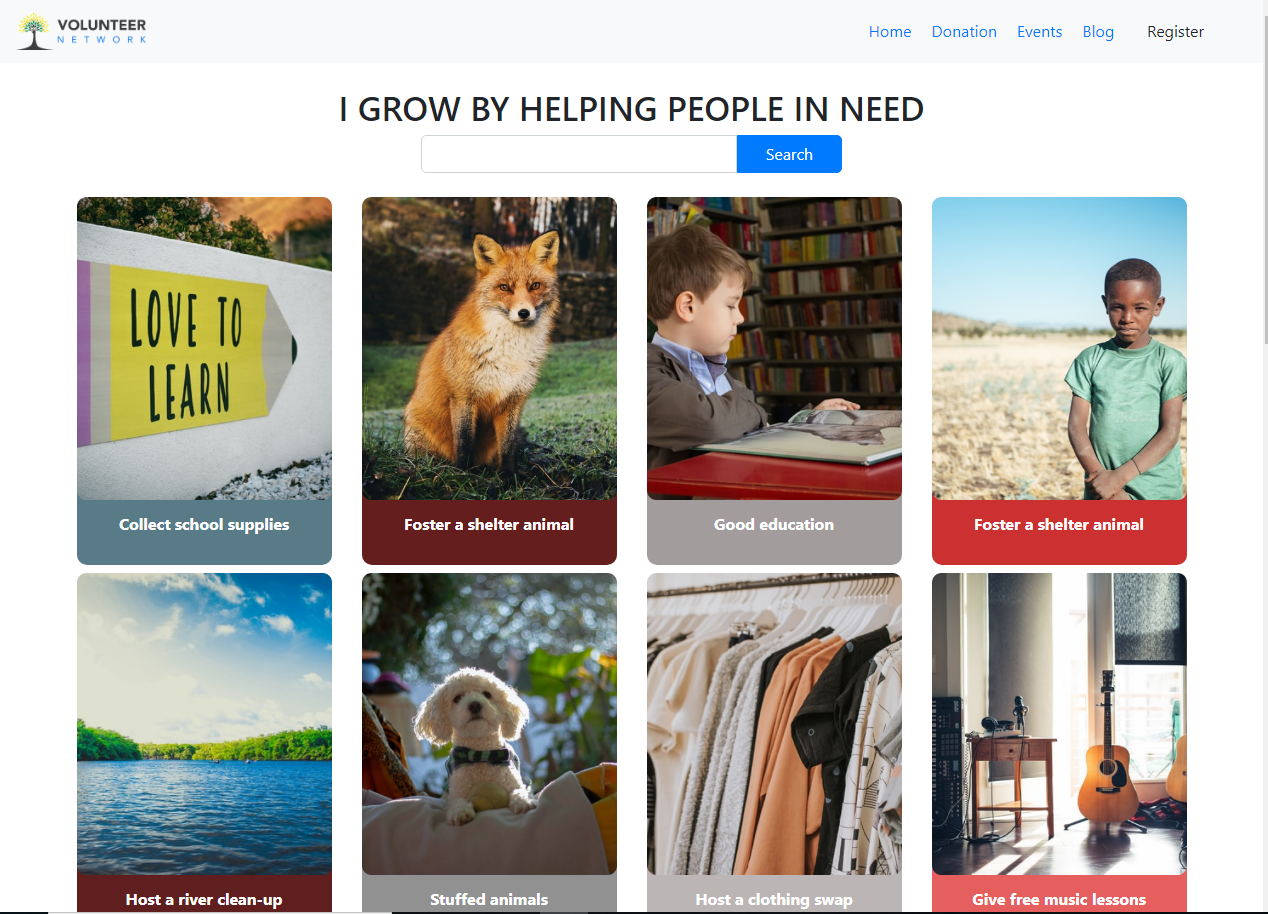 VOLUNTEER
NETWORK
Home Donation Events Blog Register
I GROW BY HELPING PEOPLE IN NEED
Search
LOVE TO
LEARN
Collect school supplies
Foster a shelter animal
Good education
Foster a shelter animal
Host a river clean-up
Stuffed animals
Host a clothing swap
Give free music lessons